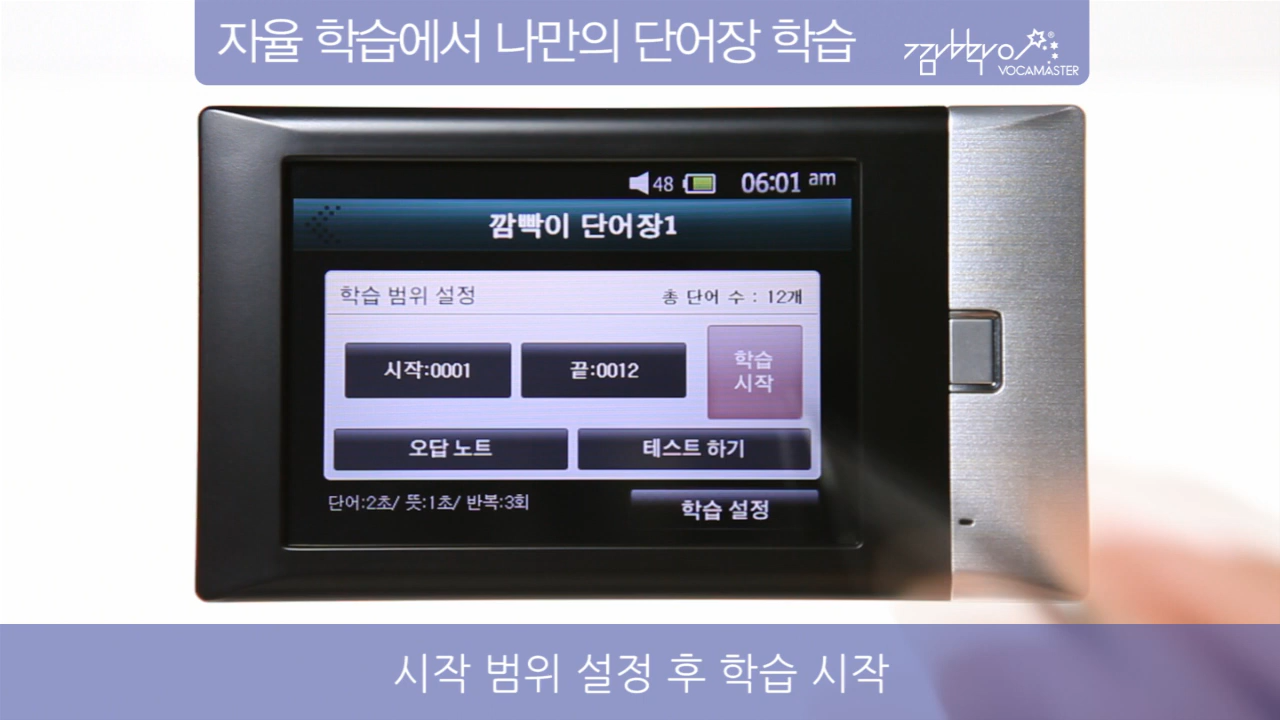 자율 학습에서 나만의 단어장 학습
깜빡이®
VOCAMASTER
48 06:01 am
깜빡이 단어장1
학습 범위 설정 총 단어 수 : 12개
시작:0001 끝:0012 학습
시작
오답 노트 테스트 하기
단어:2초/ 뜻:1초/ 반복:3회 학습 설정
시작 범위 설정 후 학습 시작